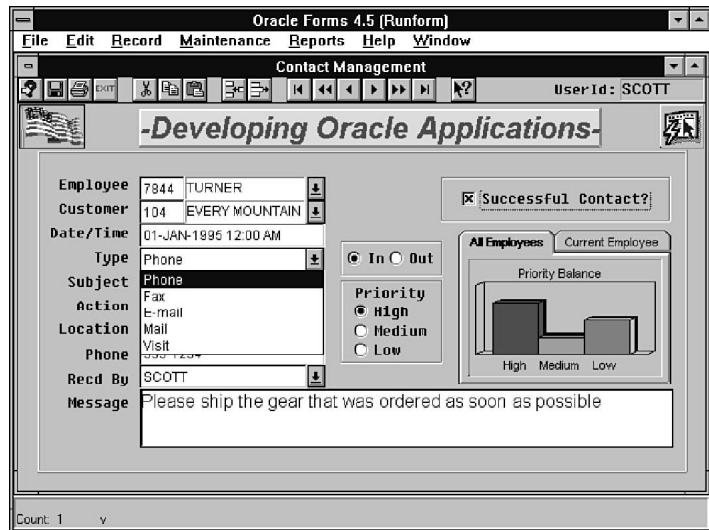 Oracle Forms 4.5 (Runform)
File Edit Record Maintenance Reports Help Window
Contact Management
EXIT UserId: SCOTT
-Developing Oracle Applications-
Employee 7844 TURNER
Successful Contact?
Customer 104 EVERY MOUNTAIN
Date/Time 01-JAN-1995 12:00 AM
All Employees Current Employee
Type Phone
In Out
Priority Balance
Subject Phone
Fax
Priority
Action E-mail
High
Location Mail
Medium
Visit
Low
Phone 555-1234
High Medium Low
Recd By SCOTT
Message Please ship the gear that was ordered as soon as possible
Count: 1 v